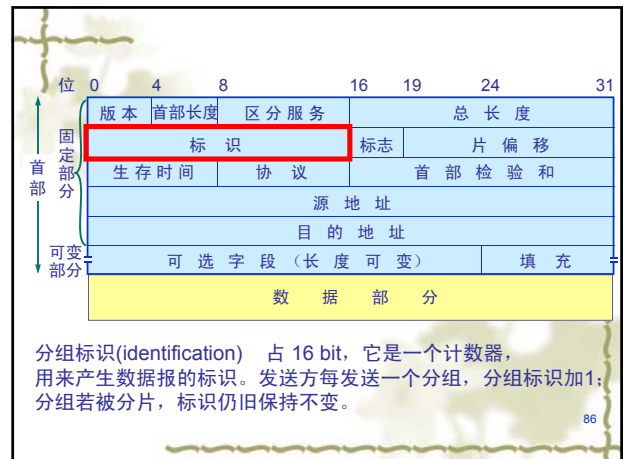 位 0 4 8 16 19 24 31
版 本 首部长度 区 分 服 务 总 长 度
标 识 标志 片 偏 移
生 存 时 间 协 议 首 部 检 验 和
源 地 址
目 的 地 址
可 选 字 段 （长 度 可 变） 填 充
数 据 部 分
首部
固定部分
可变部分
分组标识(identification) 占 16 bit，它是一个计数器，
用来产生数据报的标识。发送方每发送一个分组，分组标识加1；
分组若被分片，标识仍旧保持不变。
86